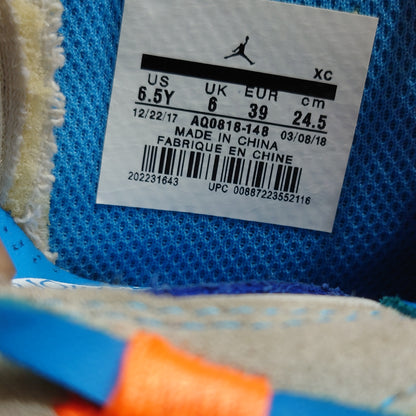 XC
US UK EUR cm
6.5Y 6 39 24.5
12/22/17 AQ0818-148 03/08/18
MADE IN CHINA
FABRIQUE EN CHINE
202231643 UPC 00887223552116